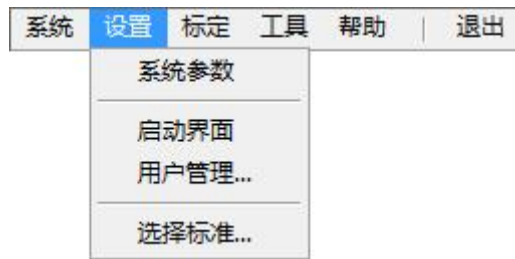 系统 设置 标定 工具 帮助 | 退出
系统参数
启动界面
用户管理...
选择标准...